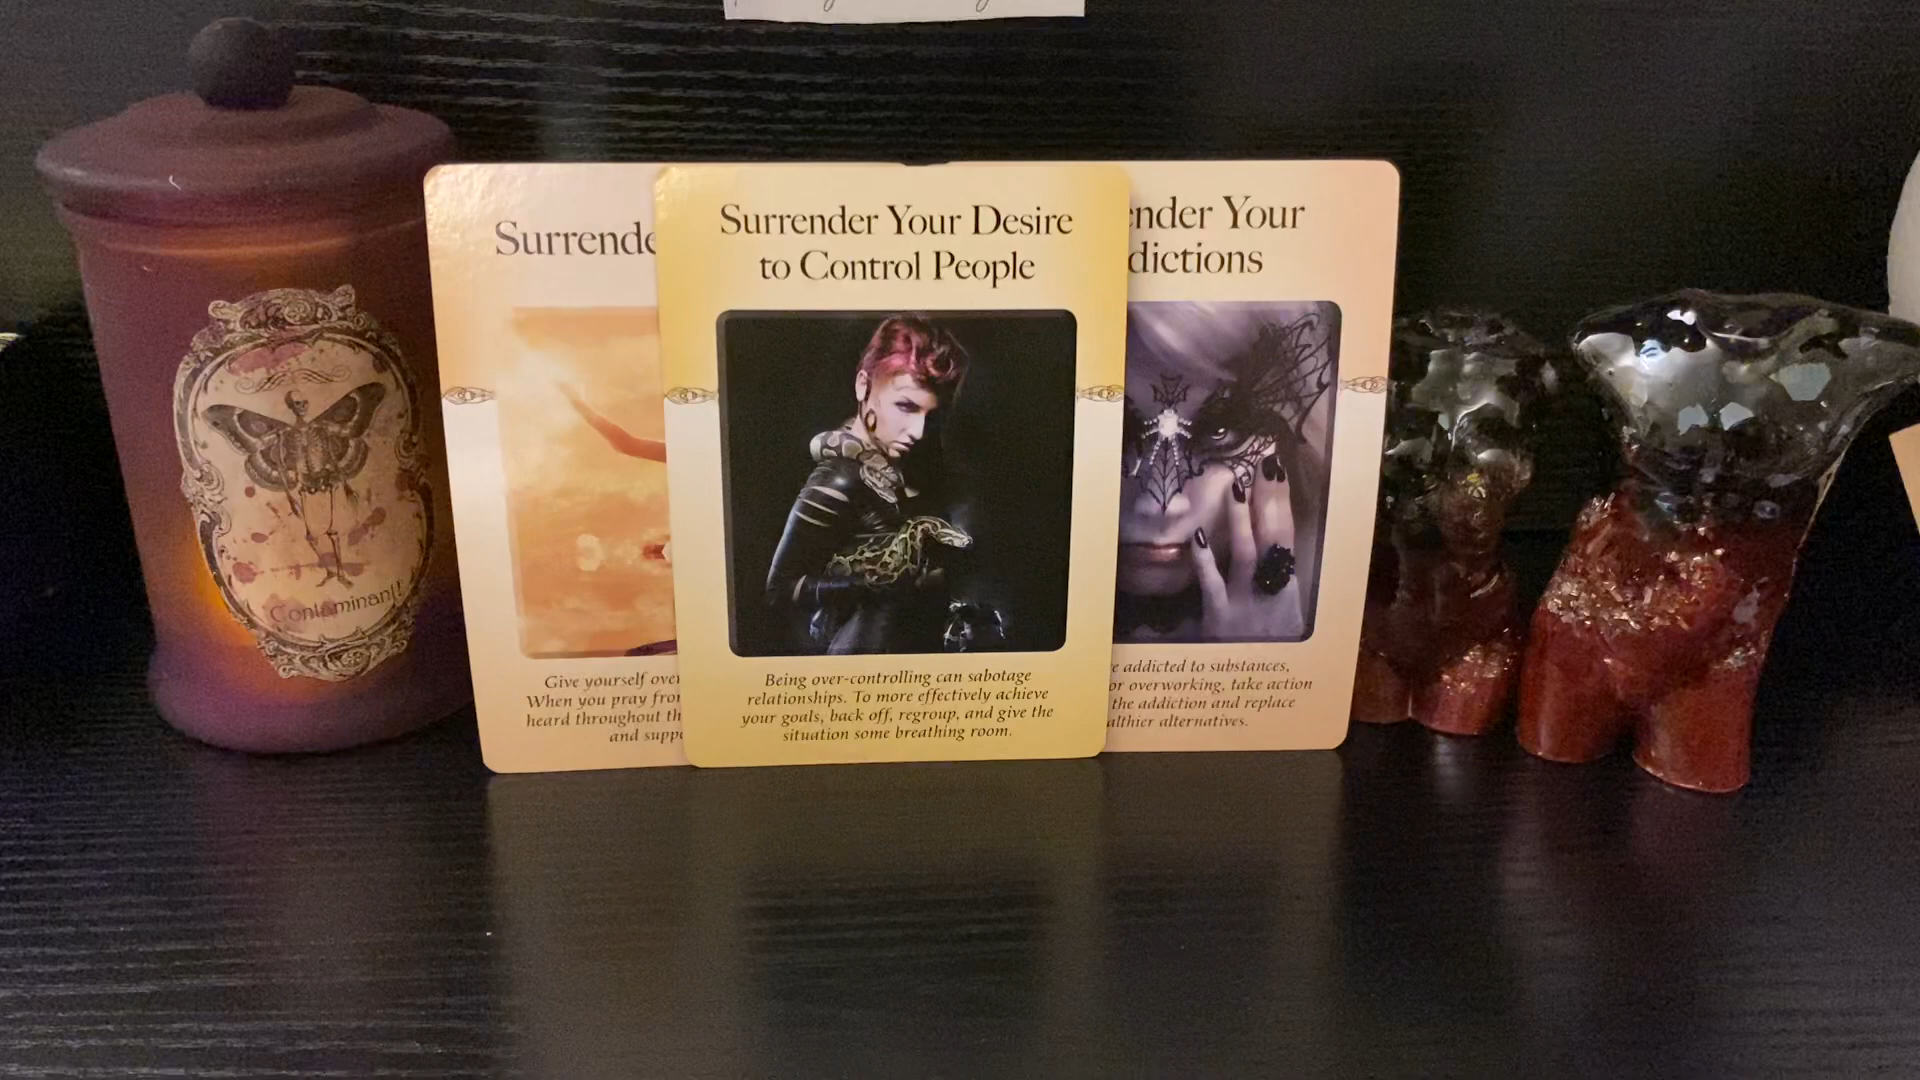 Surrender Your Desire
to Control People
Being over-controlling can sabotage
relationships. To more effectively achieve
your goals, back off, regroup, and give the
situation some breathing room.
Surrende
Give yourself over
When you pray from
heard throughout th
and supp
ender Your
dictions
e addicted to substances,
or overworking, take action
the addiction and replace
althier alternatives.
Contaminant!